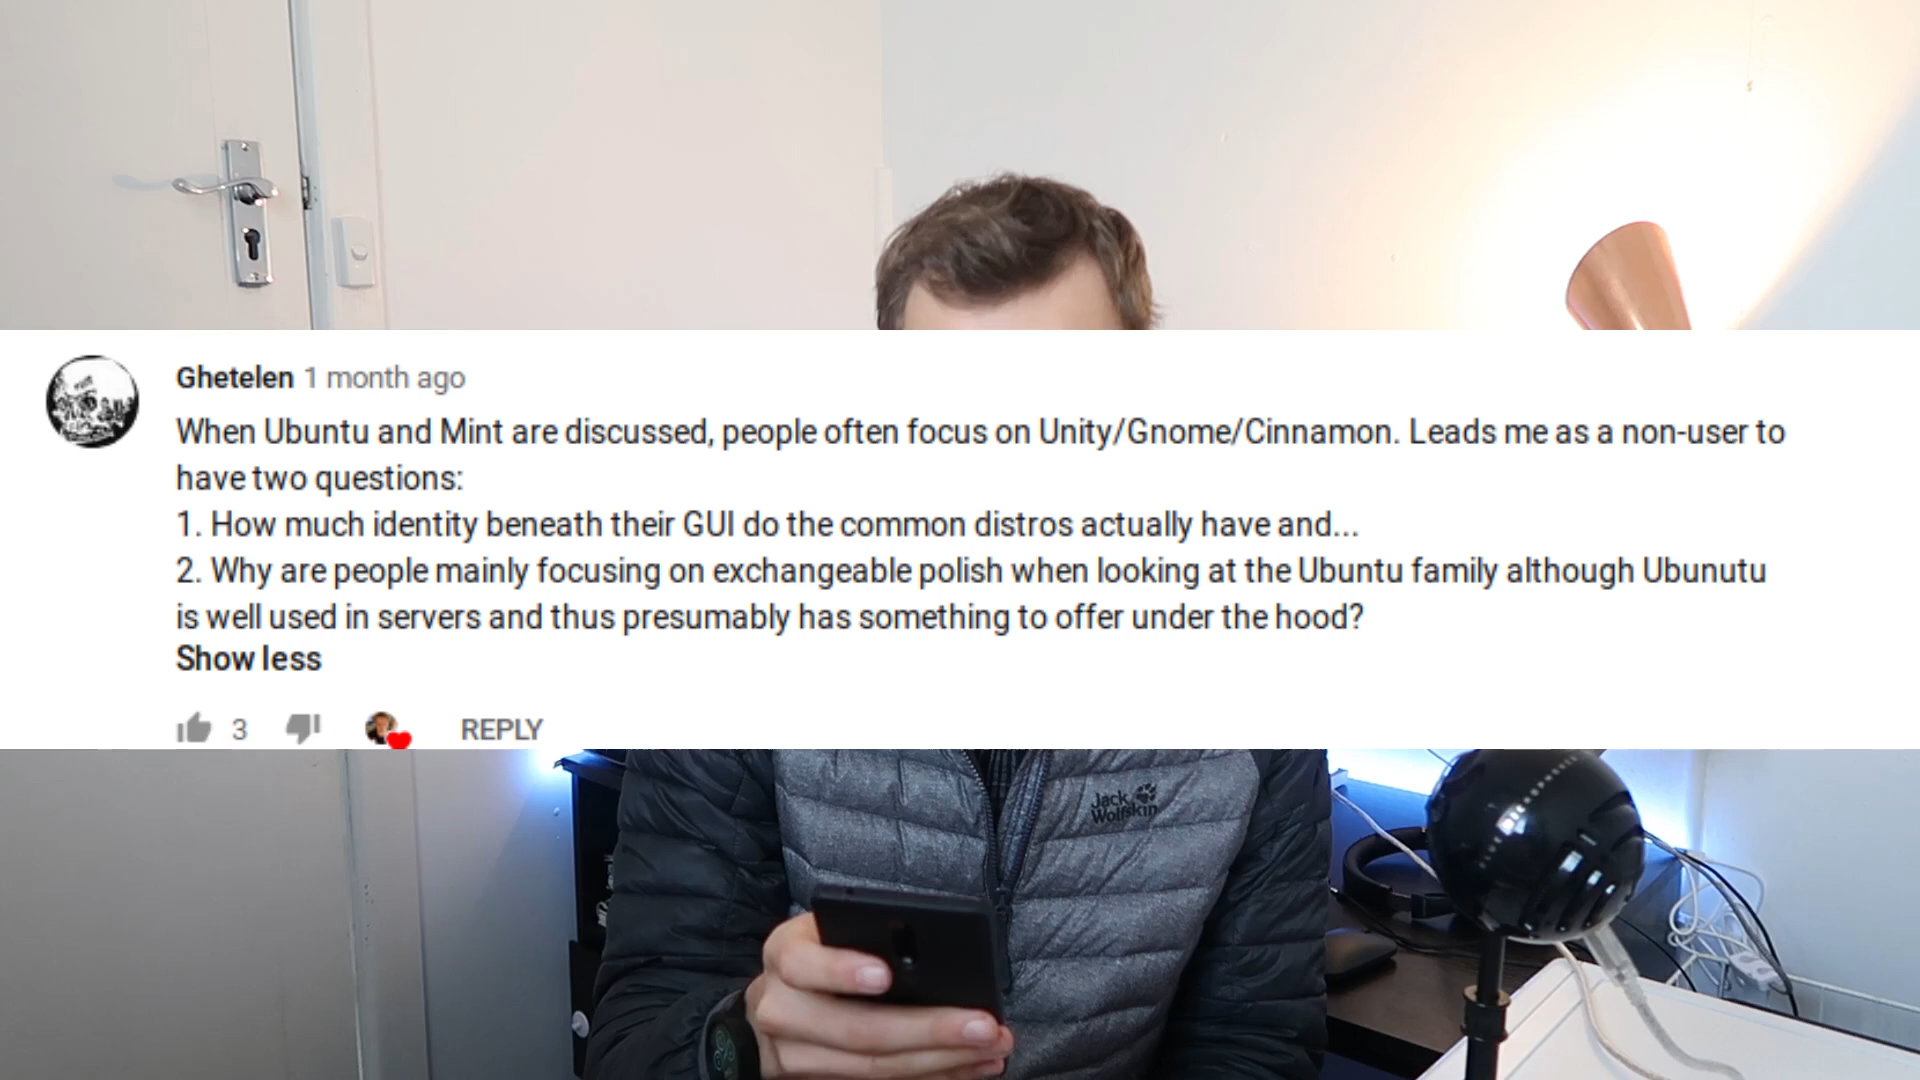 Ghetelen 1 month ago
When Ubuntu and Mint are discussed, people often focus on Unity/Gnome/Cinnamon. Leads me as a non-user to
have two questions:
1. How much identity beneath their GUI do the common distros actually have and...
2. Why are people mainly focusing on exchangeable polish when looking at the Ubuntu family although Ubunutu
is well used in servers and thus presumably has something to offer under the hood?
Show less
3 REPLY
Jack
Wolfskin